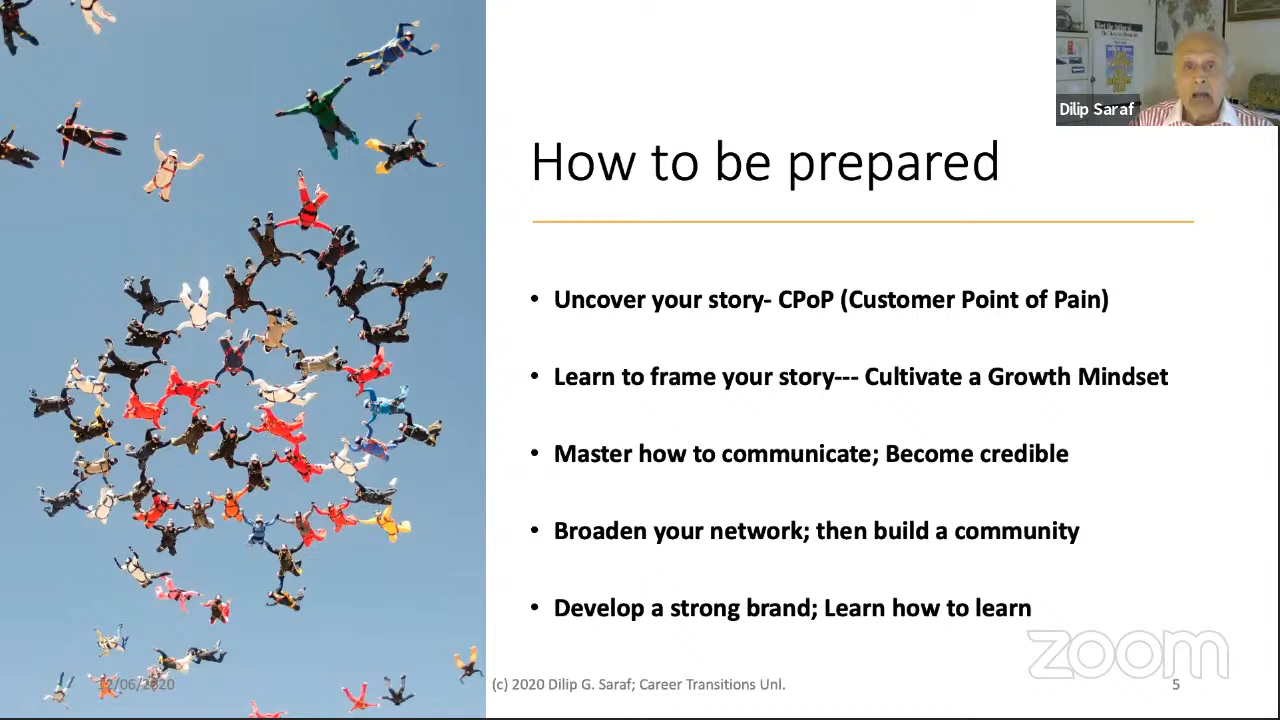 Dilip Saraf
How to be prepared
• Uncover your story- CPoP (Customer Point of Pain)
• Learn to frame your story--- Cultivate a Growth Mindset
• Master how to communicate; Become credible
• Broaden your network; then build a community
• Develop a strong brand; Learn how to learn
zoom
/06/2020
(c) 2020 Dilip G. Saraf; Career Transitions Unl.
5